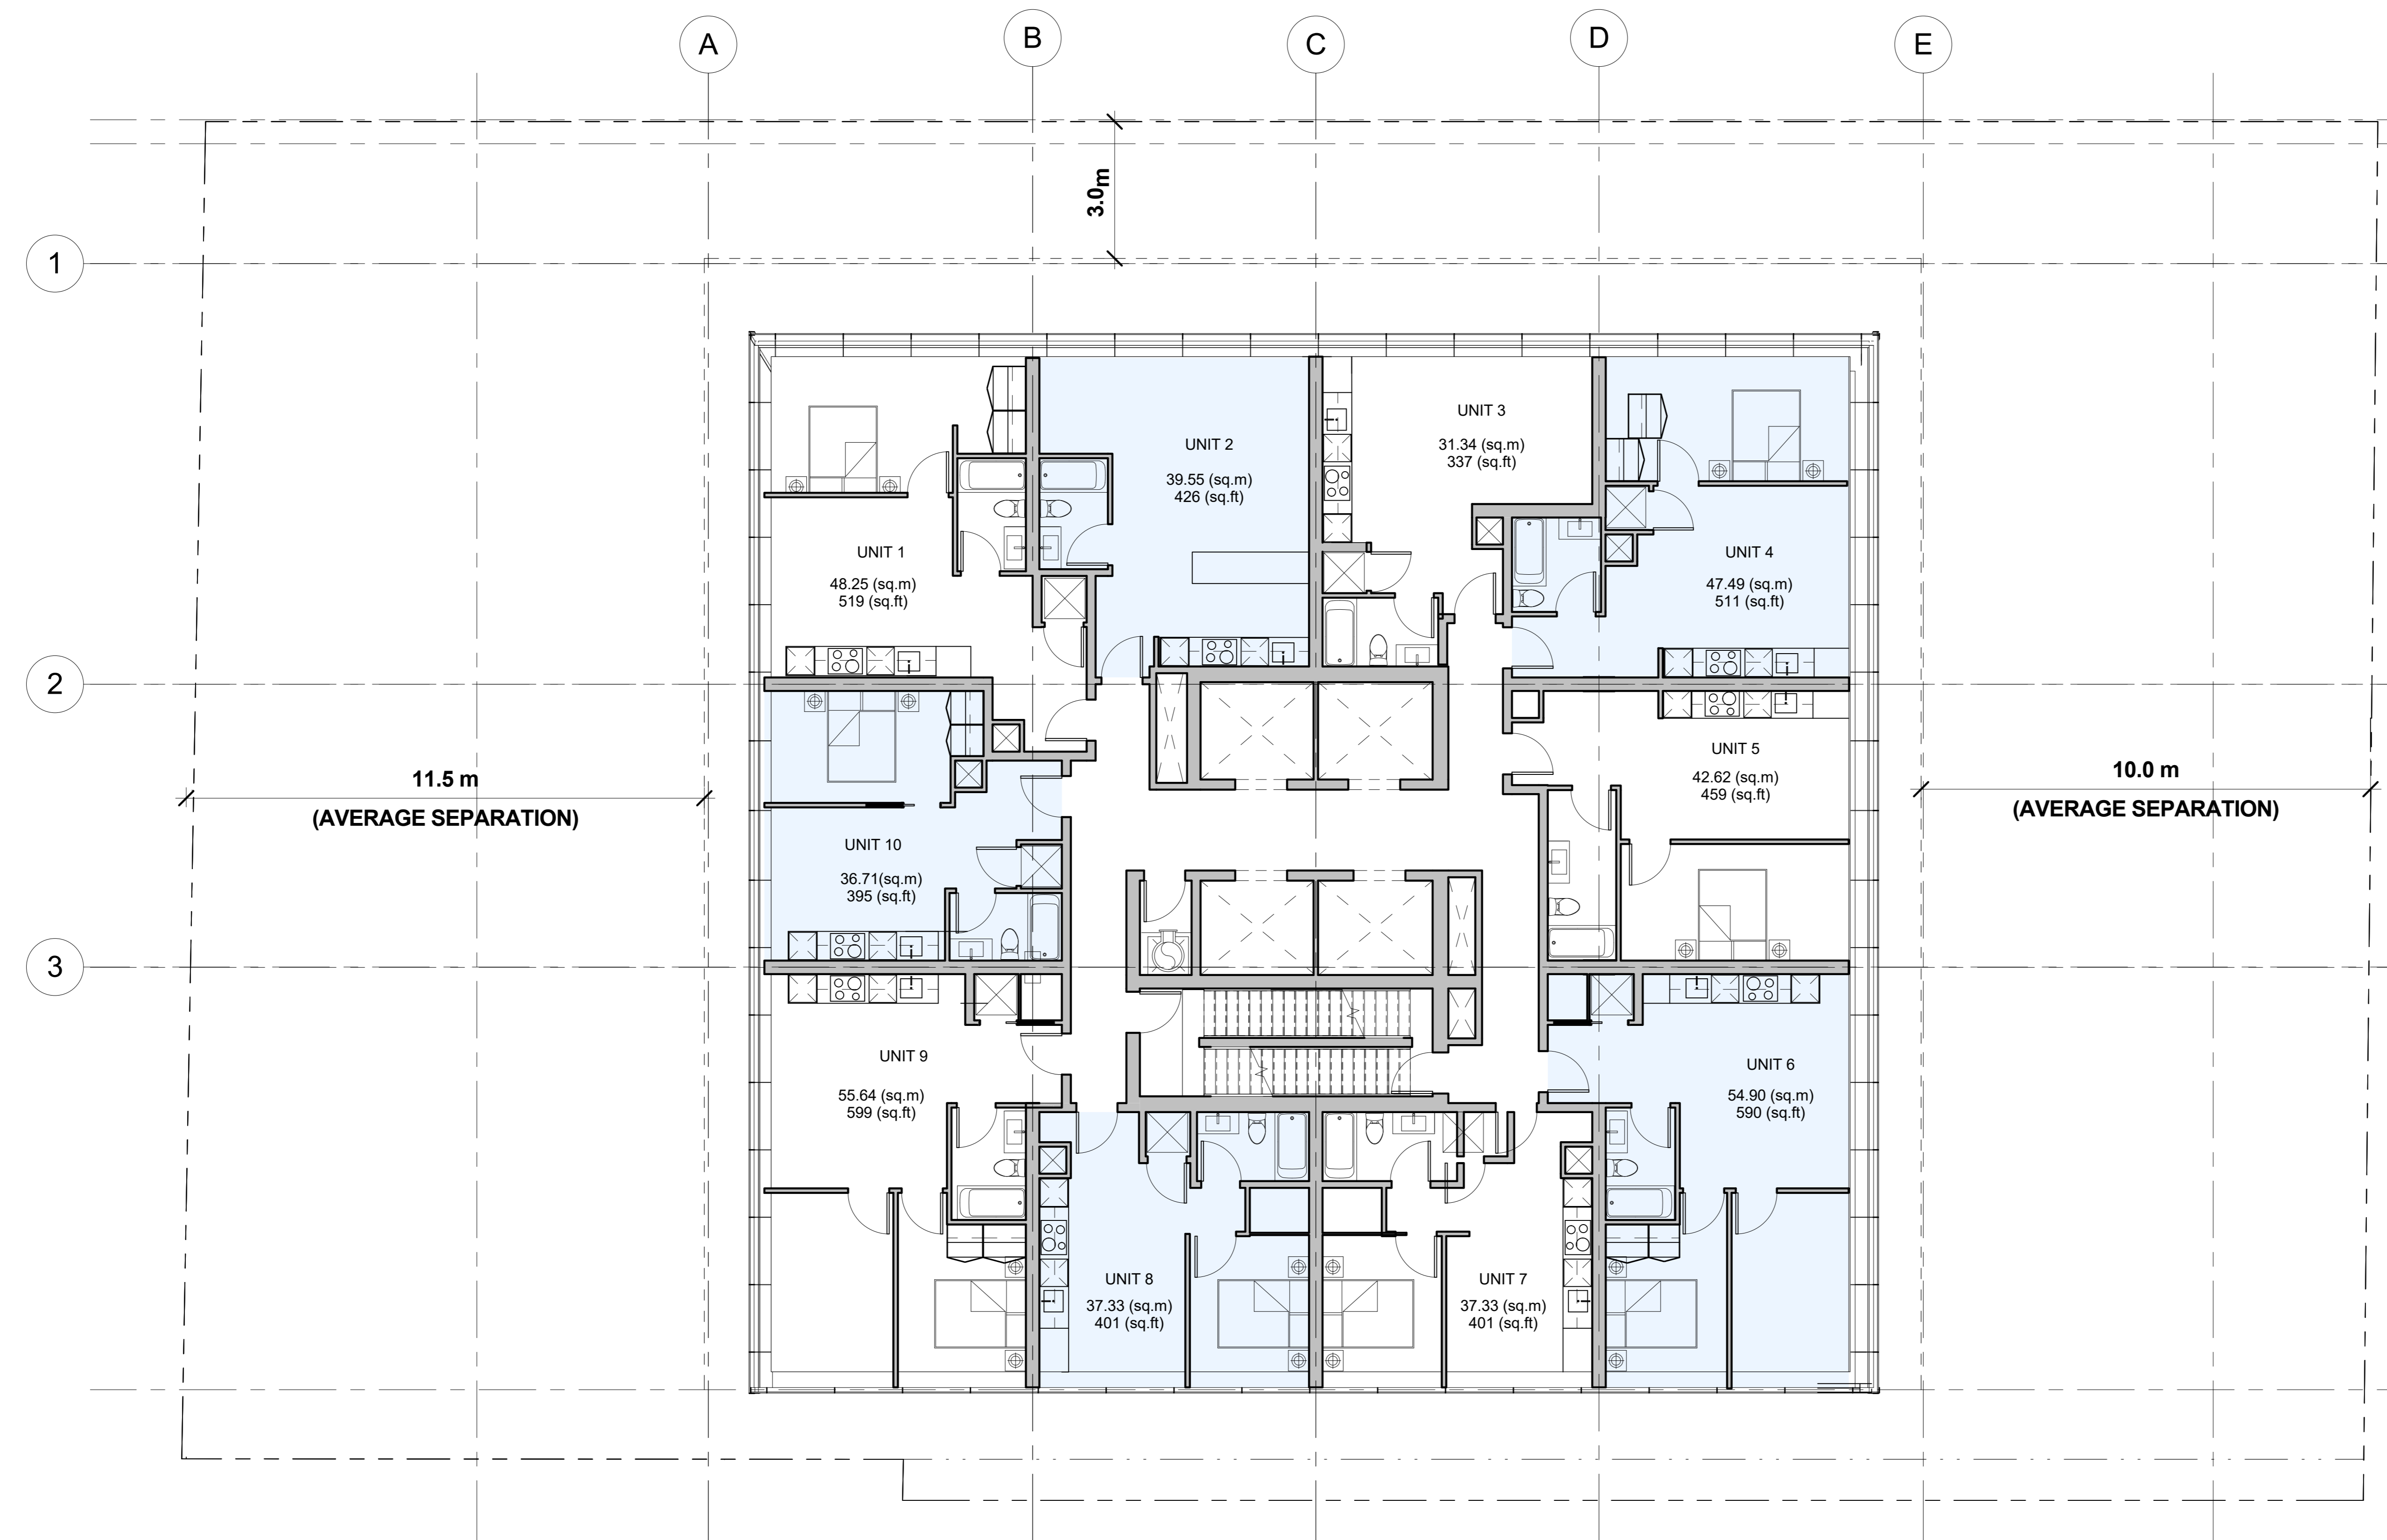 A
B
C
D
E
3.0m
1
UNIT 3
31.34 (sq.m)
337 (sq.ft)
UNIT 2
39.55 (sq.m)
426 (sq.ft)
UNIT 1
48.25 (sq.m)
519 (sq.ft)
UNIT 4
47.49 (sq.m)
511 (sq.ft)
2
UNIT 5
42.62 (sq.m)
459 (sq.ft)
11.5 m
(AVERAGE SEPARATION)
10.0 m
(AVERAGE SEPARATION)
UNIT 10
36.71(sq.m)
395 (sq.ft)
3
UNIT 9
55.64 (sq.m)
599 (sq.ft)
UNIT 6
54.90 (sq.m)
590 (sq.ft)
UNIT 8
37.33 (sq.m)
401 (sq.ft)
UNIT 7
37.33 (sq.m)
401 (sq.ft)